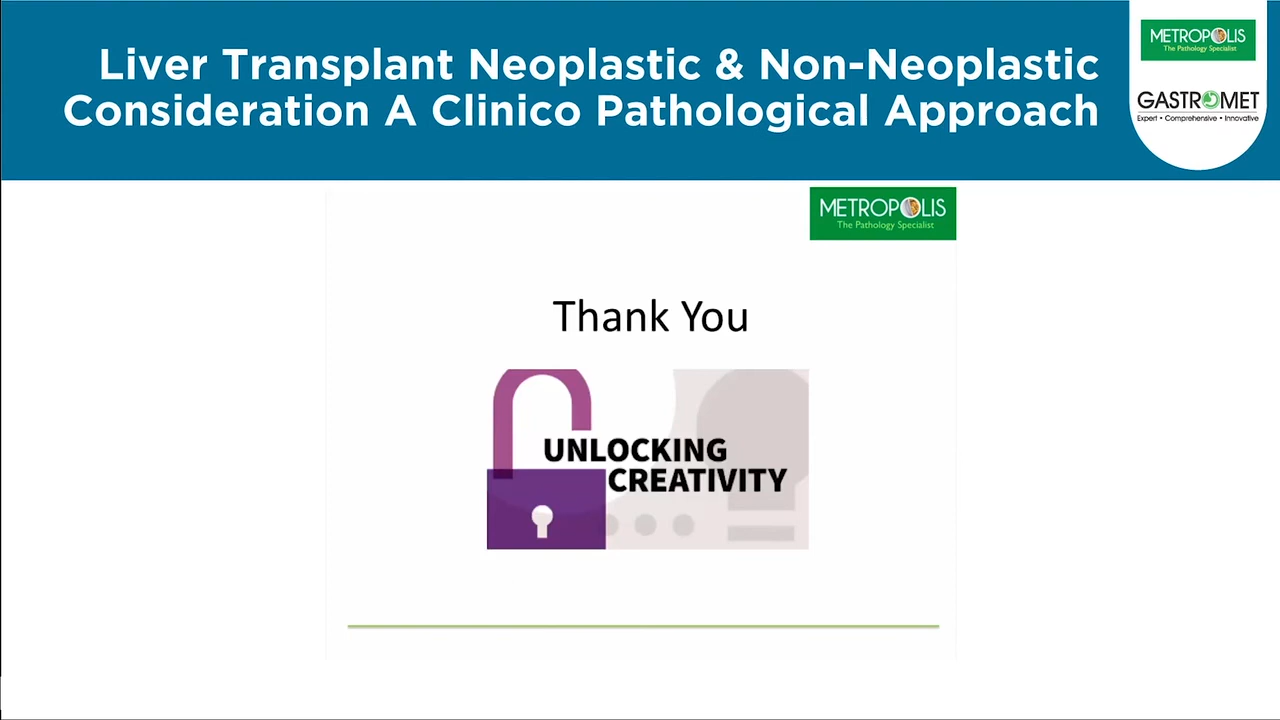 Liver Transplant Neoplastic & Non-Neoplastic
Consideration A Clinico Pathological Approach
METROPOLIS
The Pathology Specialist
GASTROMET
Expert • Comprehensive • Innovative
METROPOLIS
The Pathology Specialist
Thank You
UNLOCKING
CREATIVITY